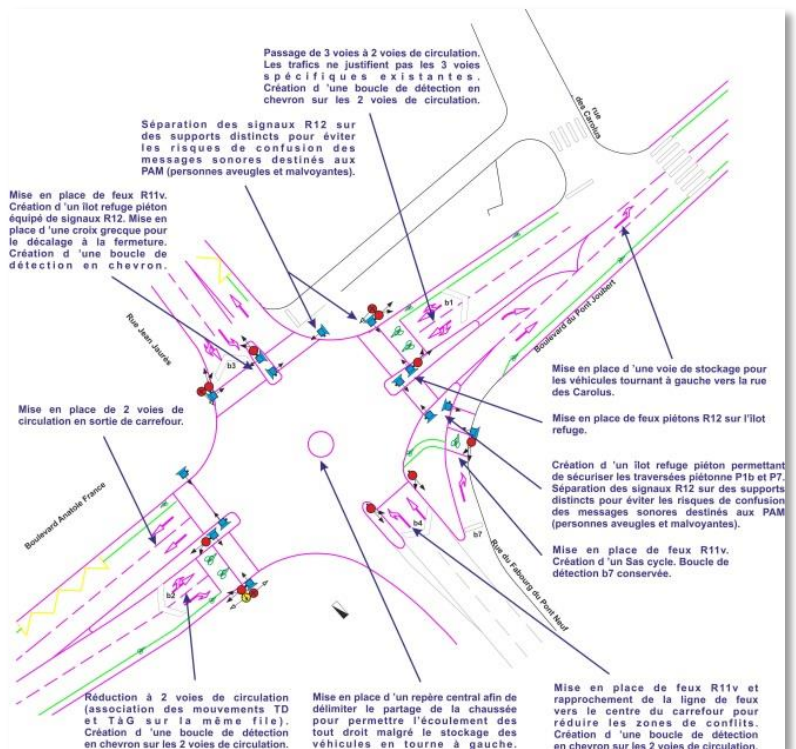 Passage de 3 voies à 2 voies de circulation.
Les trafics ne justifient pas les 3 voies
spécifiques existantes.
Création d 'une boucle de détection en
chevron sur les 2 voies de circulation.
rue
des Carolus
Séparation des signaux R12 sur
des supports distincts pour éviter
les risques de confusion des
messages sonores destinés aux
PAM (personnes aveugles et malvoyantes).
Mise en place de feux R11v.
Création d 'un îlot refuge piéton
équipé de signaux R12. Mise en
place d 'une croix grecque pour
le décalage à la fermeture.
Création d 'une boucle de
détection en chevron.
Rue Jean Jaurès
b1
b3
Boulevard du Pont Joubert
Mise en place d 'une voie de stockage pour
les véhicules tournant à gauche vers la rue
des Carolus.
Mise en place de 2 voies de
circulation en sortie de carrefour.
Mise en place de feux piétons R12 sur l'îlot
refuge.
Création d 'un îlot refuge piéton permettant
de sécuriser les traversées piétonne P1b et P7.
Séparation des signaux R12 sur des supports
distincts pour éviter les risques de confusion
des messages sonores destinés aux PAM
(personnes aveugles et malvoyantes).
Boulevard Anatole France
b4
b7
Mise en place de feux R11v.
Création d 'un Sas cycle. Boucle de
détection b7 conservée.
Rue du Fabourg du Pont Neuf
b2
Réduction à 2 voies de circulation
(association des mouvements TD
et TàG sur la même file).
Création d 'une boucle de détection
en chevron sur les 2 voies de circulation.
Mise en place d 'un repère central afin de
délimiter le partage de la chaussée
pour permettre l'écoulement des
tout droit malgré le stockage des
véhicules en tourne à gauche.
Mise en place de feux R11v et
rapprochement de la ligne de feux
vers le centre du carrefour pour
réduire les zones de conflits.
Création d 'une boucle de détection
en chevron sur les 2 voies de circulation.